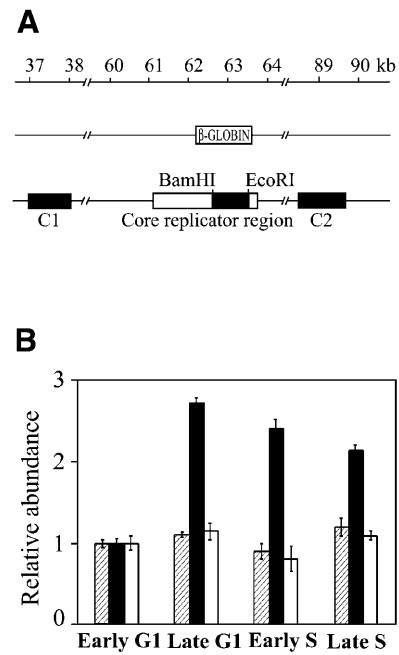 A
37 38 60 61 62 63 64 89 90 kb
β-GLOBIN
BamHI EcoRI
C1 Core replicator region C2
B
Relative abundance
3
2
1
0
Early G1 Late G1 Early S Late S